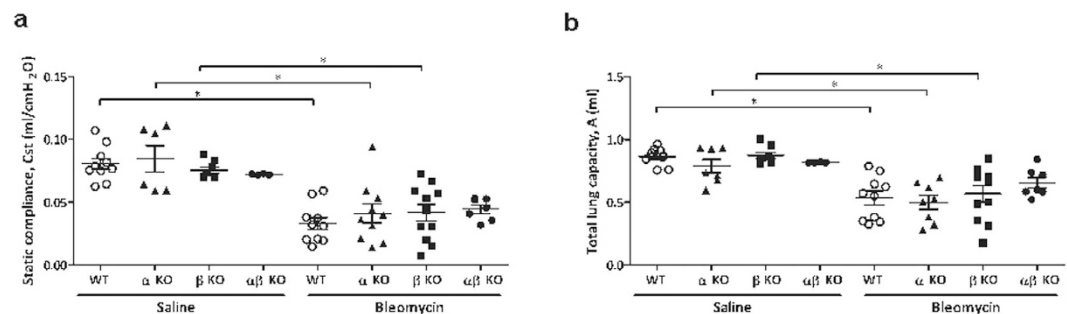 a
Static compliance, Cst (ml/cmH2O)
0.15
0.10
0.05
0.00
*
*
*
WT α KO β KO αβ KO WT α KO β KO αβ KO
Saline Bleomycin
b
Total lung capacity, A (ml)
1.5
1.0
0.5
0.0
*
*
*
WT α KO β KO αβ KO WT α KO β KO αβ KO
Saline Bleomycin